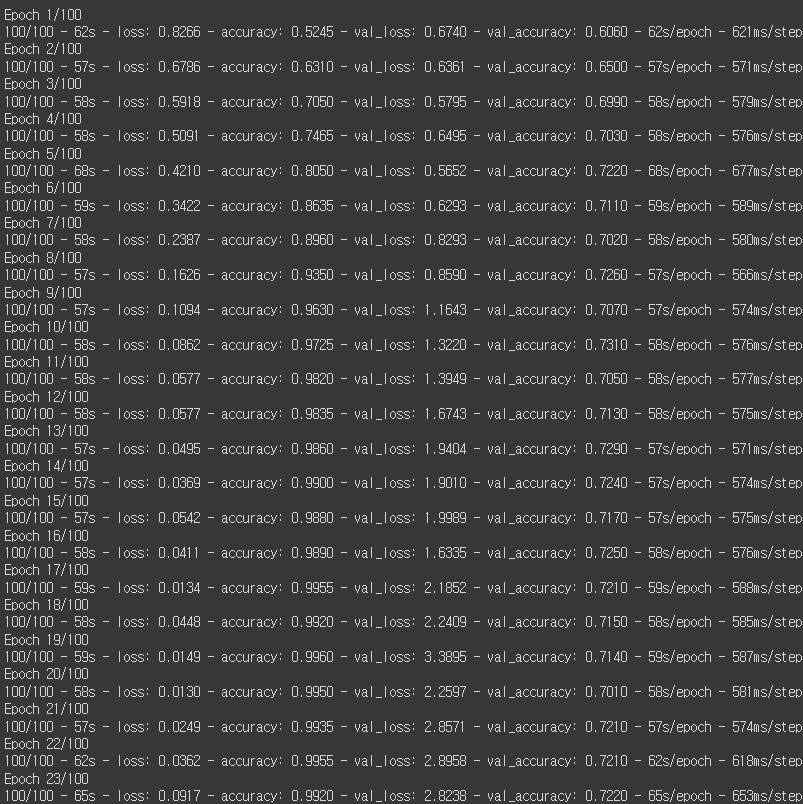 Epoch 1/100
100/100 - 62s - loss: 0.8266 - accuracy: 0.5245 - val_loss: 0.6740 - val_accuracy: 0.6060 - 62s/epoch - 621ms/step
Epoch 2/100
100/100 - 57s - loss: 0.6786 - accuracy: 0.6310 - val_loss: 0.6361 - val_accuracy: 0.6500 - 57s/epoch - 571ms/step
Epoch 3/100
100/100 - 58s - loss: 0.5918 - accuracy: 0.7050 - val_loss: 0.5795 - val_accuracy: 0.6990 - 58s/epoch - 579ms/step
Epoch 4/100
100/100 - 58s - loss: 0.5091 - accuracy: 0.7465 - val_loss: 0.6495 - val_accuracy: 0.7030 - 58s/epoch - 576ms/step
Epoch 5/100
100/100 - 68s - loss: 0.4210 - accuracy: 0.8050 - val_loss: 0.5652 - val_accuracy: 0.7220 - 68s/epoch - 677ms/step
Epoch 6/100
100/100 - 59s - loss: 0.3422 - accuracy: 0.8635 - val_loss: 0.6293 - val_accuracy: 0.7110 - 59s/epoch - 589ms/step
Epoch 7/100
100/100 - 58s - loss: 0.2387 - accuracy: 0.8960 - val_loss: 0.8293 - val_accuracy: 0.7020 - 58s/epoch - 580ms/step
Epoch 8/100
100/100 - 57s - loss: 0.1626 - accuracy: 0.9350 - val_loss: 0.8590 - val_accuracy: 0.7260 - 57s/epoch - 566ms/step
Epoch 9/100
100/100 - 57s - loss: 0.1094 - accuracy: 0.9630 - val_loss: 1.1643 - val_accuracy: 0.7070 - 57s/epoch - 574ms/step
Epoch 10/100
100/100 - 58s - loss: 0.0862 - accuracy: 0.9725 - val_loss: 1.3220 - val_accuracy: 0.7310 - 58s/epoch - 576ms/step
Epoch 11/100
100/100 - 58s - loss: 0.0577 - accuracy: 0.9820 - val_loss: 1.3949 - val_accuracy: 0.7050 - 58s/epoch - 577ms/step
Epoch 12/100
100/100 - 58s - loss: 0.0577 - accuracy: 0.9835 - val_loss: 1.6743 - val_accuracy: 0.7130 - 58s/epoch - 575ms/step
Epoch 13/100
100/100 - 57s - loss: 0.0495 - accuracy: 0.9860 - val_loss: 1.9404 - val_accuracy: 0.7290 - 57s/epoch - 571ms/step
Epoch 14/100
100/100 - 57s - loss: 0.0369 - accuracy: 0.9900 - val_loss: 1.9010 - val_accuracy: 0.7240 - 57s/epoch - 574ms/step
Epoch 15/100
100/100 - 57s - loss: 0.0542 - accuracy: 0.9880 - val_loss: 1.9989 - val_accuracy: 0.7170 - 57s/epoch - 575ms/step
Epoch 16/100
100/100 - 58s - loss: 0.0411 - accuracy: 0.9890 - val_loss: 1.6335 - val_accuracy: 0.7250 - 58s/epoch - 576ms/step
Epoch 17/100
100/100 - 59s - loss: 0.0134 - accuracy: 0.9955 - val_loss: 2.1852 - val_accuracy: 0.7210 - 59s/epoch - 588ms/step
Epoch 18/100
100/100 - 58s - loss: 0.0448 - accuracy: 0.9920 - val_loss: 2.2409 - val_accuracy: 0.7150 - 58s/epoch - 585ms/step
Epoch 19/100
100/100 - 59s - loss: 0.0149 - accuracy: 0.9960 - val_loss: 3.3895 - val_accuracy: 0.7140 - 59s/epoch - 587ms/step
Epoch 20/100
100/100 - 58s - loss: 0.0130 - accuracy: 0.9950 - val_loss: 2.2597 - val_accuracy: 0.7010 - 58s/epoch - 581ms/step
Epoch 21/100
100/100 - 57s - loss: 0.0249 - accuracy: 0.9935 - val_loss: 2.8571 - val_accuracy: 0.7210 - 57s/epoch - 574ms/step
Epoch 22/100
100/100 - 62s - loss: 0.0362 - accuracy: 0.9955 - val_loss: 2.8958 - val_accuracy: 0.7210 - 62s/epoch - 618ms/step
Epoch 23/100
100/100 - 65s - loss: 0.0917 - accuracy: 0.9920 - val_loss: 2.8238 - val_accuracy: 0.7220 - 65s/epoch - 653ms/step